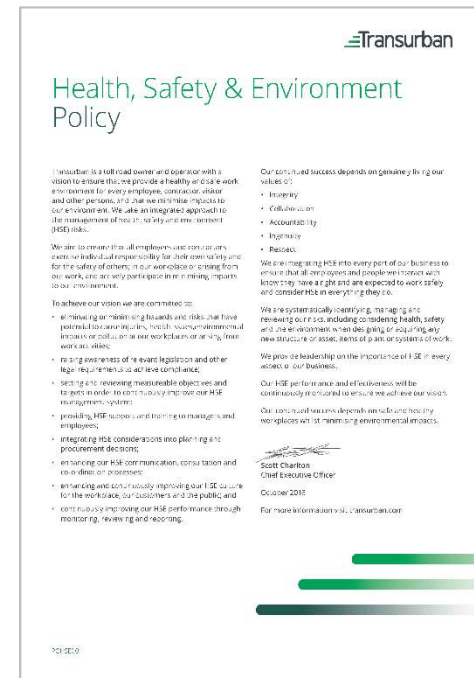 Transurban
Health, Safety & Environment
Policy
Transurban is a toll road owner and operator with a
vision to ensure that we provide a healthy and safe work
environment for every employee, contractor, visitor
and other persons, and that we minimise impacts to
our environment. We take an integrated approach to
the management of health, safety and environment
(HSE) risks.
We aim to ensure that all employees and contractors
exercise individual responsibility for their own safety and
for the safety of others; in our workplace or arising from
our work, and actively participate in minimising impacts
to our environment.
To achieve our vision we are committed to:
• eliminating or minimising hazards and risks that have
potential to cause injuries, health issues, environmental
impacts or pollution at our workplaces or arising from
work activities;
• raising awareness of relevant legislation and other
legal requirements to achieve compliance;
• setting and reviewing measureable objectives and
targets in order to continuously improve our HSE
management system;
• providing HSE support and training to managers and
employees;
• integrating HSE considerations into planning and
procurement decisions;
• enhancing our HSE communication, consultation and
co-ordination processes;
• enhancing and continuously improving our HSE culture
for the workplace, our customers and the public; and
• continuously improving our HSE performance through
monitoring, reviewing and reporting.
Our continued success depends on genuinely living our
values of:
• Integrity
• Collaboration
• Accountability
• Ingenuity
• Respect
We are integrating HSE into every part of our business to
ensure that all employees and people we interact with
know they have a right and are expected to work safely
and consider HSE in everything they do.
We are systematically identifying, managing and
reviewing our risks, including considering health, safety
and the environment when designing or acquiring any
new structure or asset, items of plant or systems of work.
We provide leadership on the importance of HSE in every
aspect of our business.
Our HSE performance and effectiveness will be
continuously monitored to ensure we achieve our vision.
Our continued success depends on safe and healthy
workplaces whilst minimising environmental impacts.
Scott Charlton
Chief Executive Officer
October 2018
For more information visit transurban.com